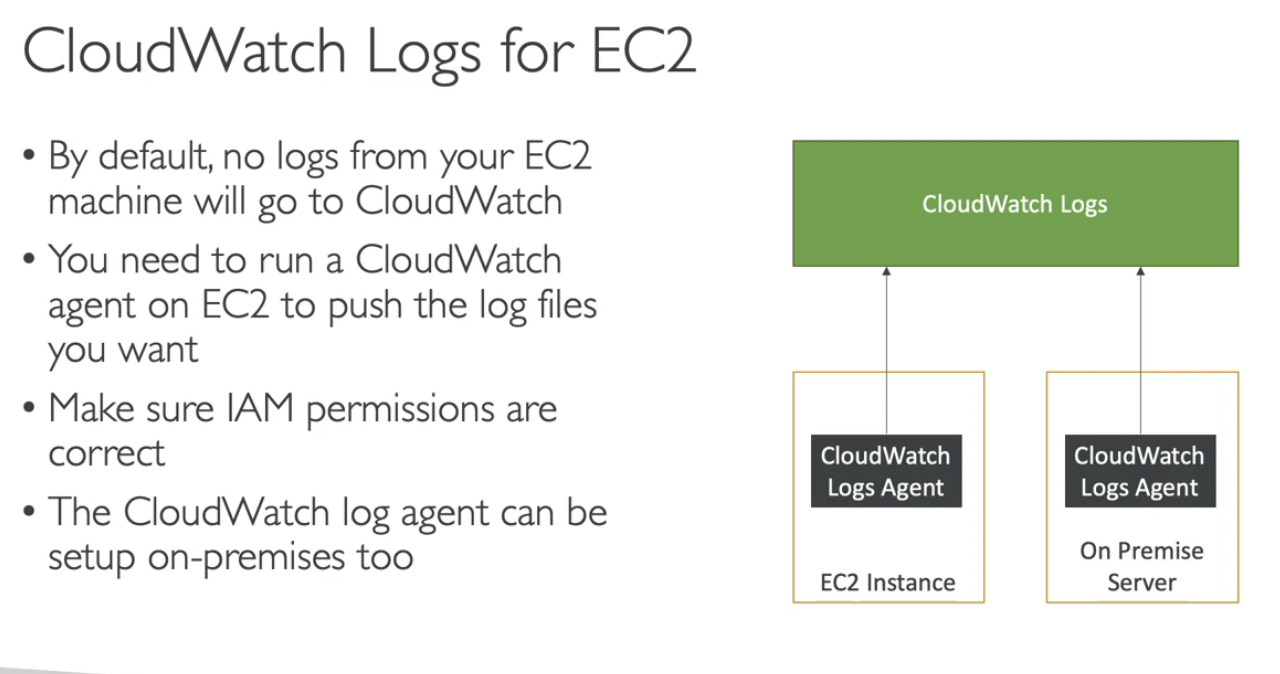 CloudWatch Logs for EC2
• By default, no logs from your EC2
machine will go to CloudWatch
• You need to run a CloudWatch
agent on EC2 to push the log files
you want
• Make sure IAM permissions are
correct
• The CloudWatch log agent can be
setup on-premises too
CloudWatch Logs
CloudWatch
Logs Agent
EC2 Instance
CloudWatch
Logs Agent
On Premise
Server